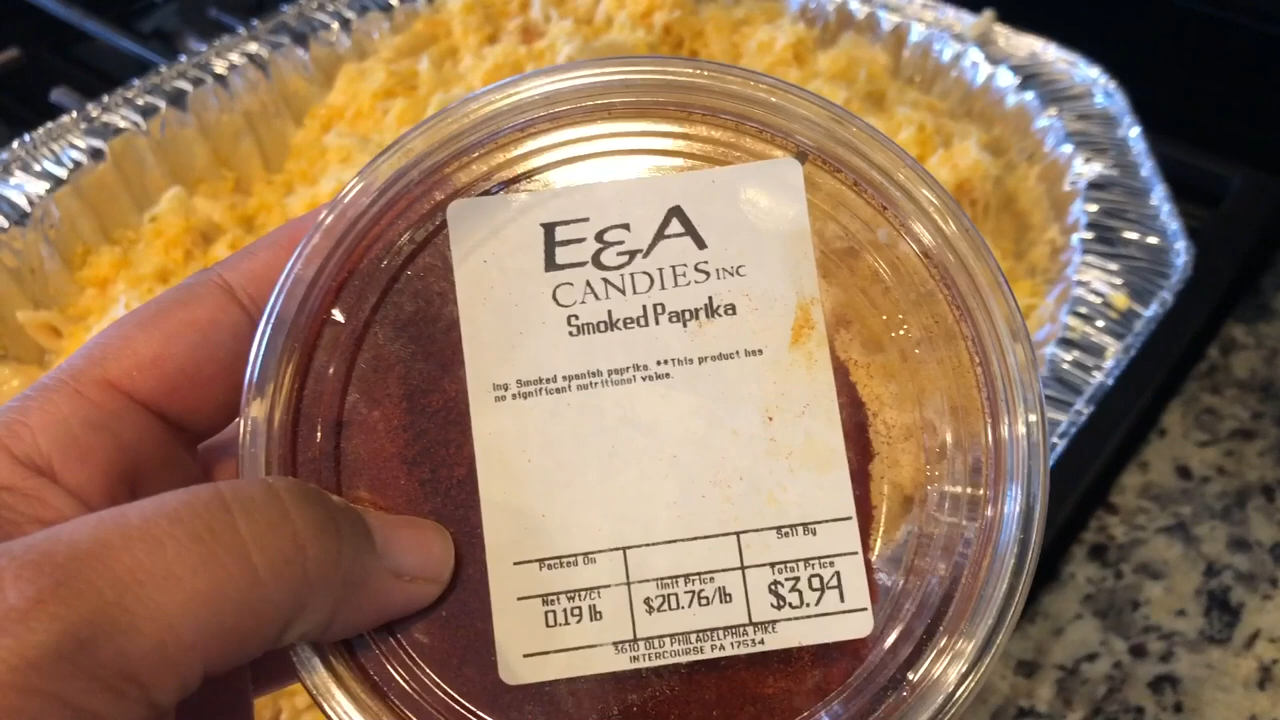 E&A
CANDIES INC
Smoked Paprika
Ing: Smoked spanish paprika. **This product has
no significant nutritional value.
Packed On
Sell By
Net Wt/Ct
Unit Price
Total Price
0.19 lb
$20.76/lb
$3.94
3610 OLD PHILADELPHIA PIKE
INTERCOURSE PA 17534